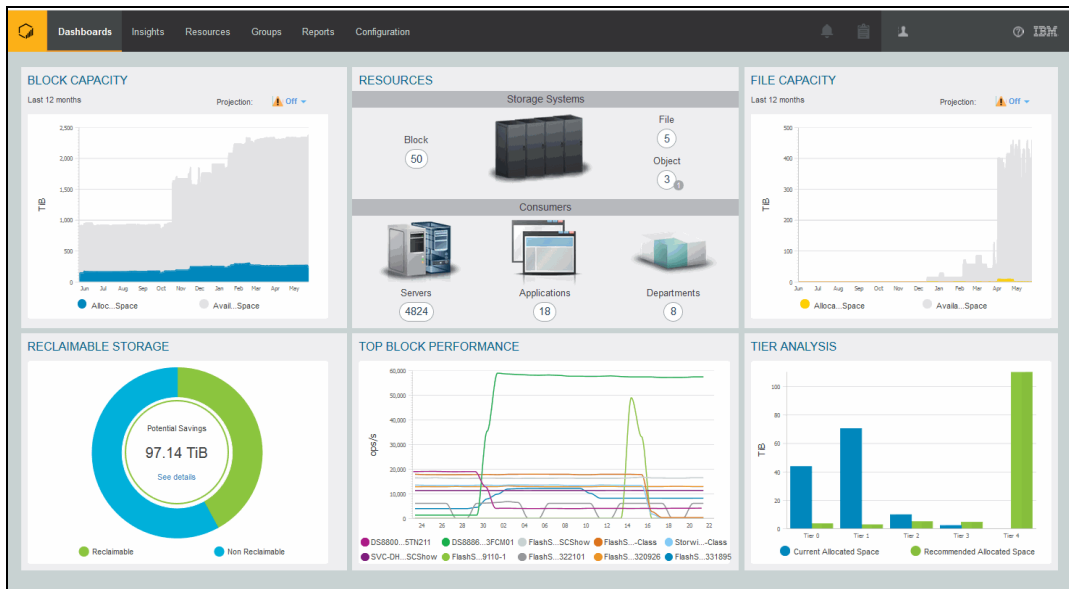 Dashboards Insights Resources Groups Reports Configuration IBM
BLOCK CAPACITY
Last 12 months
Projection: Off
2,500
2,000
1,500
1,000
500
0
TiB
Jun Jul Aug Sep Oct Nov Dec Jan Feb Mar Apr May
Alloc...Space Avail...Space
RESOURCES
Storage Systems
Block
50
File
5
Object
3
1
Consumers
Servers
4824
Applications
18
Departments
8
FILE CAPACITY
Last 12 months
Projection: Off
500
400
300
200
100
0
TiB
Jun Jul Aug Sep Oct Nov Dec Jan Feb Mar Apr May
Alloca...Space Availa...Space
RECLAIMABLE STORAGE
Potential Savings
97.14 TiB
See details
Reclaimable Non Reclaimable
TOP BLOCK PERFORMANCE
60,000
50,000
40,000
30,000
20,000
10,000
0
ops/s
24 26 28 30 02 04 06 08 10 12 14 16 18 20 22
DS8800...5TN211 DS8886...3FCM01 FlashS...SCShow FlashS...-Class Storwi...-Class
SVC-DH...SCShow FlashS...9110-1 FlashS...322101 FlashS...320926 FlashS...331895
TIER ANALYSIS
100
80
60
40
20
0
TiB
Tier 0 Tier 1 Tier 2 Tier 3 Tier 4
Current Allocated Space Recommended Allocated Space